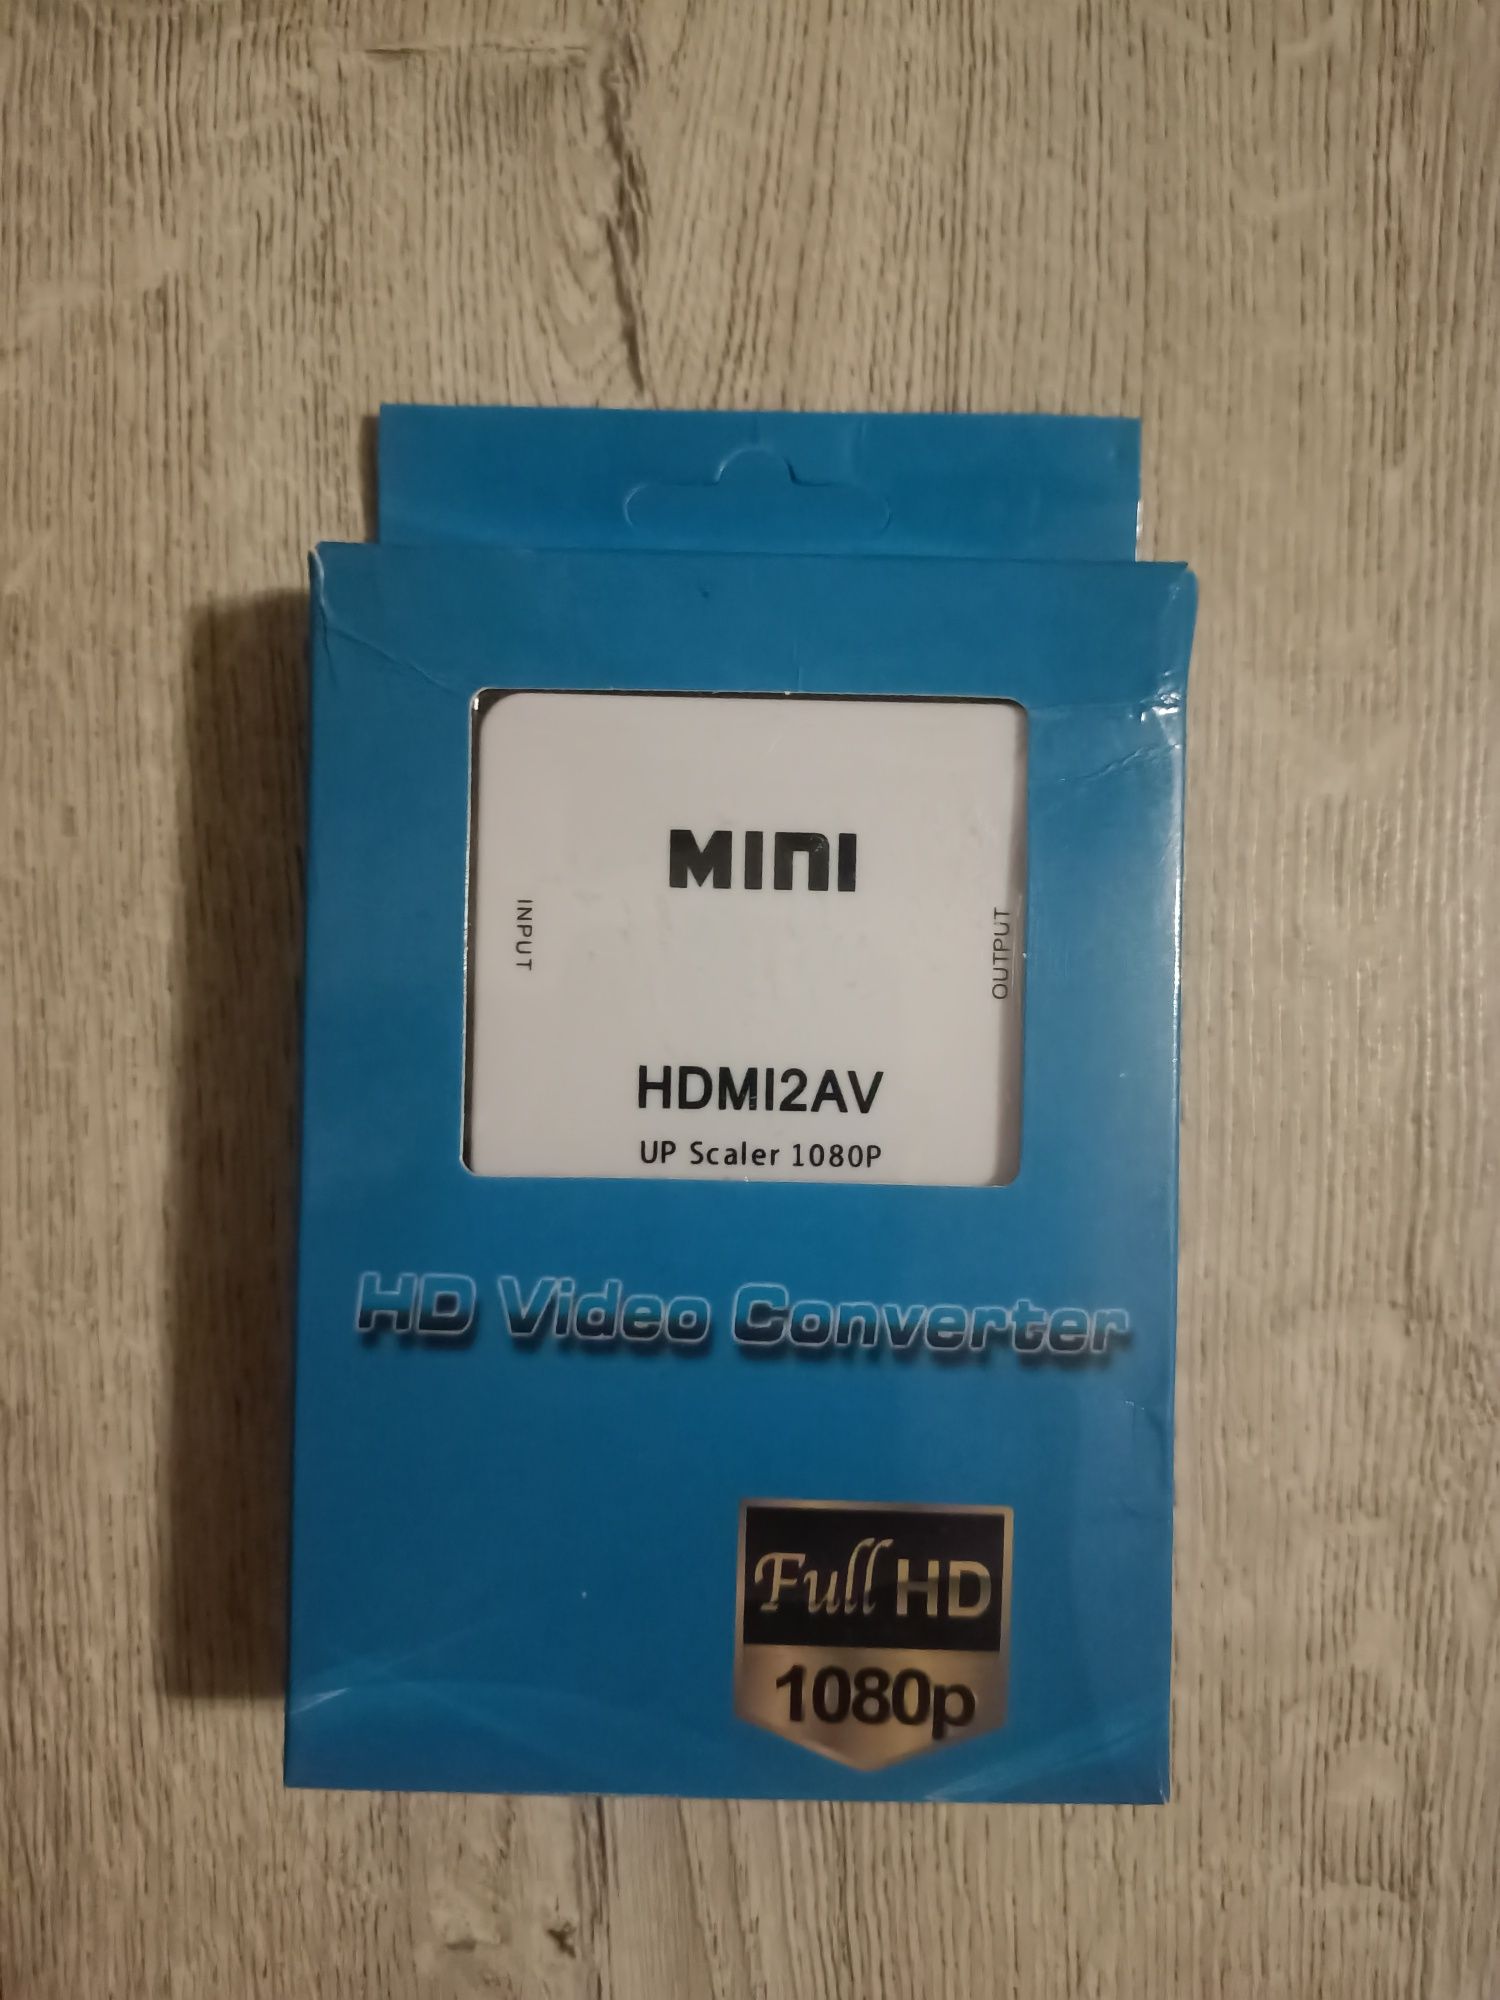 MINI
INPUT
OUTPUT
HDMI2AV
UP Scaler 1080P
HD Video Converter
Full HD
1080p